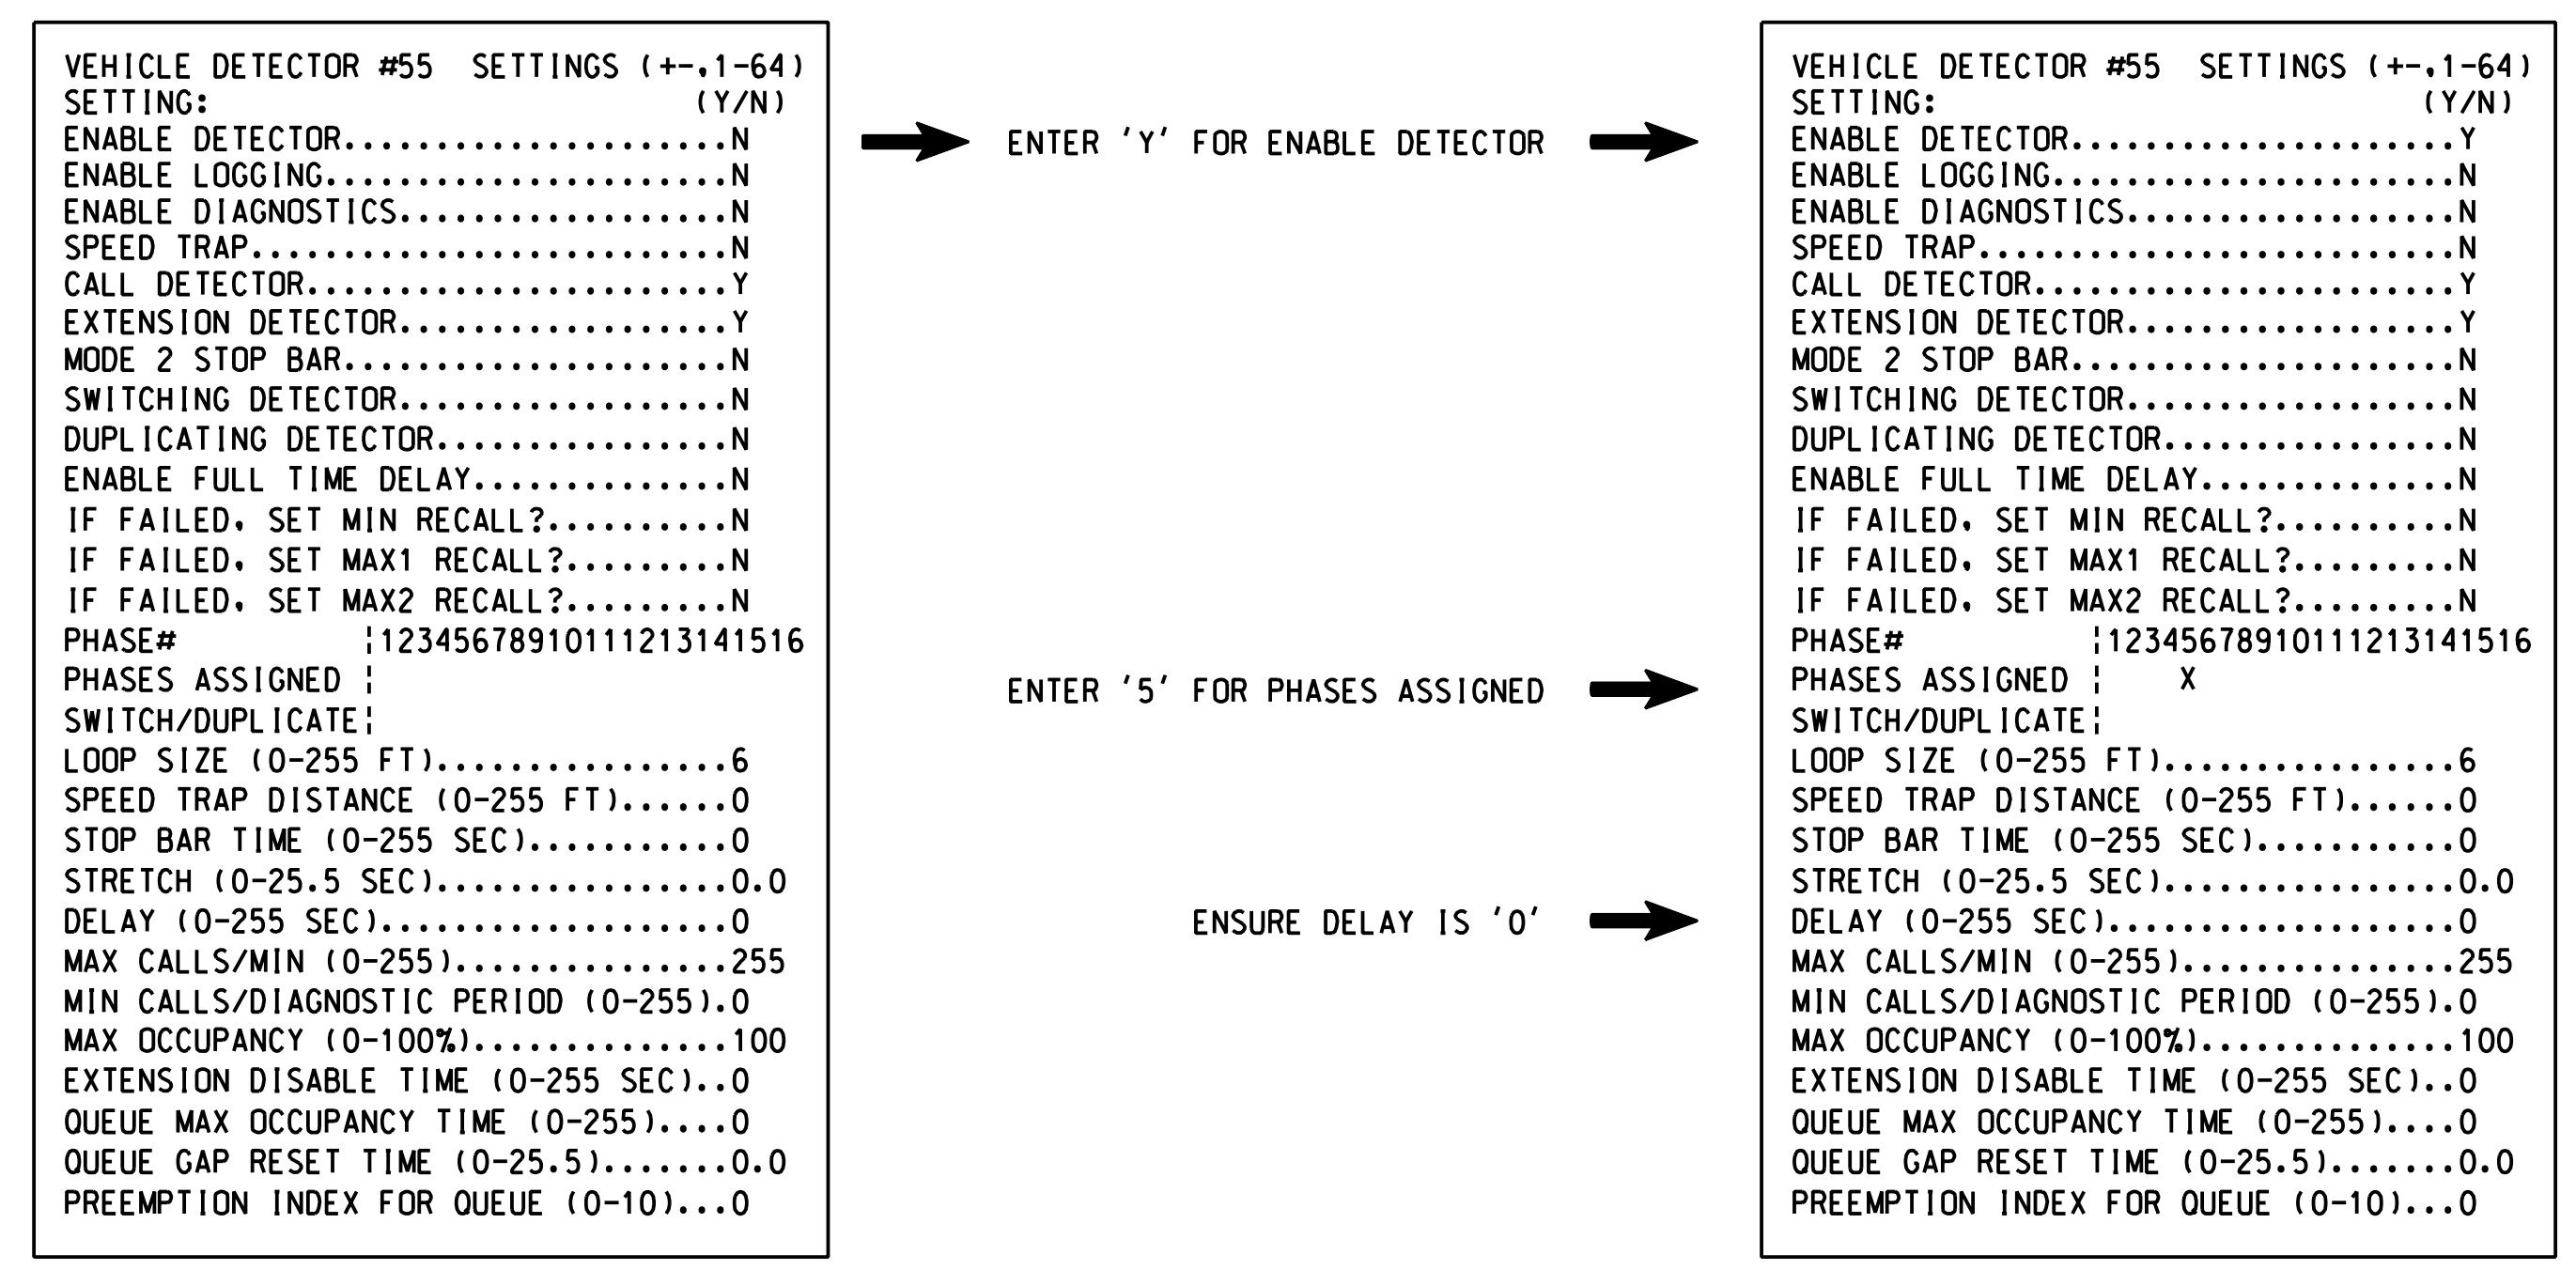 VEHICLE DETECTOR #55  SETTINGS (+-,1-64)
SETTING:                          (Y/N)
ENABLE DETECTOR.....................N
ENABLE LOGGING......................N
ENABLE DIAGNOSTICS..................N
SPEED TRAP..........................N
CALL DETECTOR.......................Y
EXTENSION DETECTOR..................Y
MODE 2 STOP BAR.....................N
SWITCHING DETECTOR..................N
DUPLICATING DETECTOR................N
ENABLE FULL TIME DELAY..............N
IF FAILED, SET MIN RECALL?..........N
IF FAILED, SET MAX1 RECALL?.........N
IF FAILED, SET MAX2 RECALL?.........N
PHASE#          ¦12345678910111213141516
PHASES ASSIGNED ¦
SWITCH/DUPLICATE¦
LOOP SIZE (0-255 FT)................6
SPEED TRAP DISTANCE (0-255 FT)......0
STOP BAR TIME (0-255 SEC)...........0
STRETCH (0-25.5 SEC)................0.0
DELAY (0-255 SEC)...................0
MAX CALLS/MIN (0-255)...............255
MIN CALLS/DIAGNOSTIC PERIOD (0-255).0
MAX OCCUPANCY (0-100%)..............100
EXTENSION DISABLE TIME (0-255 SEC)..0
QUEUE MAX OCCUPANCY TIME (0-255)....0
QUEUE GAP RESET TIME (0-25.5).......0.0
PREEMPTION INDEX FOR QUEUE (0-10)...0
ENTER 'Y' FOR ENABLE DETECTOR
ENTER '5' FOR PHASES ASSIGNED
ENSURE DELAY IS '0'
VEHICLE DETECTOR #55  SETTINGS (+-,1-64)
SETTING:                          (Y/N)
ENABLE DETECTOR.....................Y
ENABLE LOGGING......................N
ENABLE DIAGNOSTICS..................N
SPEED TRAP..........................N
CALL DETECTOR.......................Y
EXTENSION DETECTOR..................Y
MODE 2 STOP BAR.....................N
SWITCHING DETECTOR..................N
DUPLICATING DETECTOR................N
ENABLE FULL TIME DELAY..............N
IF FAILED, SET MIN RECALL?..........N
IF FAILED, SET MAX1 RECALL?.........N
IF FAILED, SET MAX2 RECALL?.........N
PHASE#          ¦12345678910111213141516
PHASES ASSIGNED ¦    X
SWITCH/DUPLICATE¦
LOOP SIZE (0-255 FT)................6
SPEED TRAP DISTANCE (0-255 FT)......0
STOP BAR TIME (0-255 SEC)...........0
STRETCH (0-25.5 SEC)................0.0
DELAY (0-255 SEC)...................0
MAX CALLS/MIN (0-255)...............255
MIN CALLS/DIAGNOSTIC PERIOD (0-255).0
MAX OCCUPANCY (0-100%)..............100
EXTENSION DISABLE TIME (0-255 SEC)..0
QUEUE MAX OCCUPANCY TIME (0-255)....0
QUEUE GAP RESET TIME (0-25.5).......0.0
PREEMPTION INDEX FOR QUEUE (0-10)...0